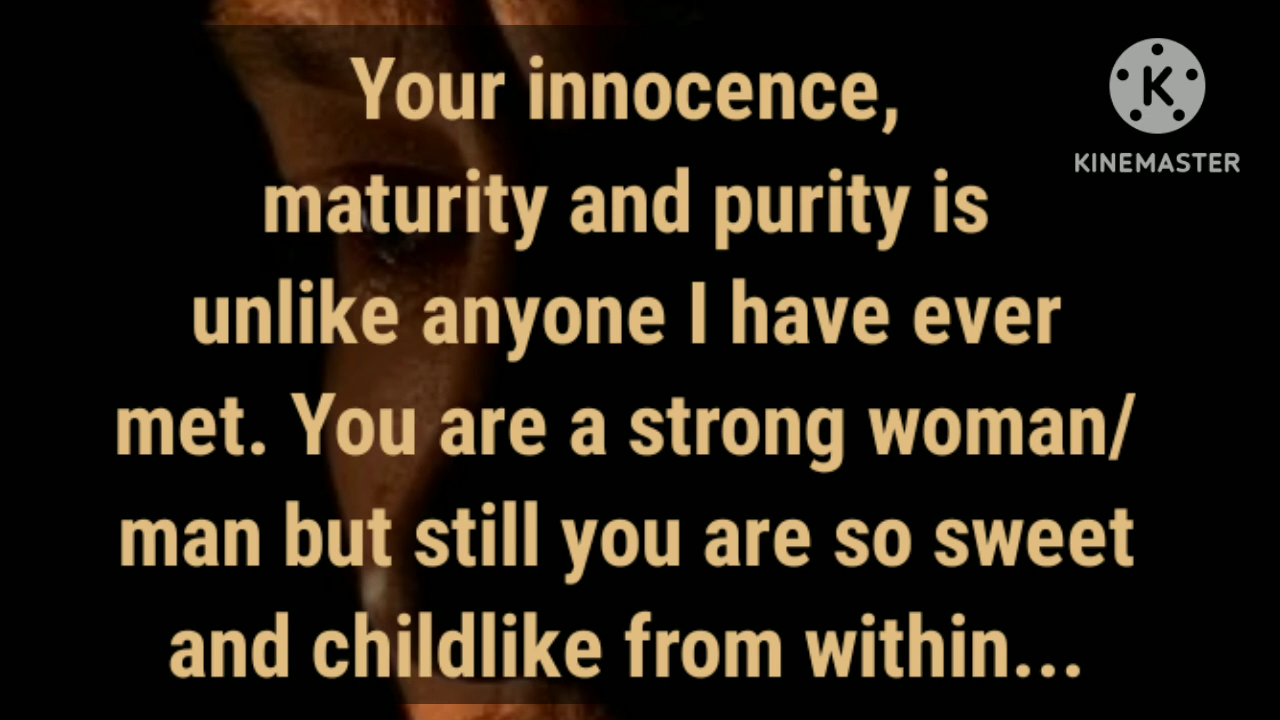 Your innocence,
maturity and purity is
unlike anyone I have ever
met. You are a strong woman/
man but still you are so sweet
and childlike from within...
K
KINEMASTER